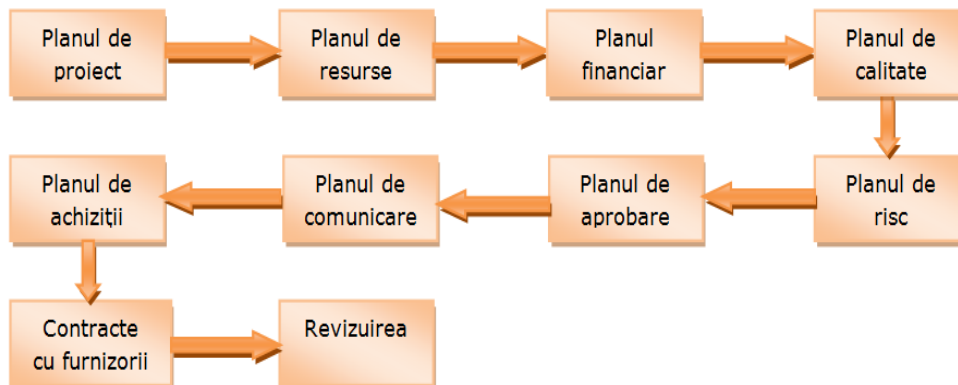 Planul de
proiect
Planul de
resurse
Planul
financiar
Planul de
calitate
Planul de
risc
Planul de
aprobare
Planul de
comunicare
Planul de
achiziții
Contracte
cu furnizorii
Revizuirea